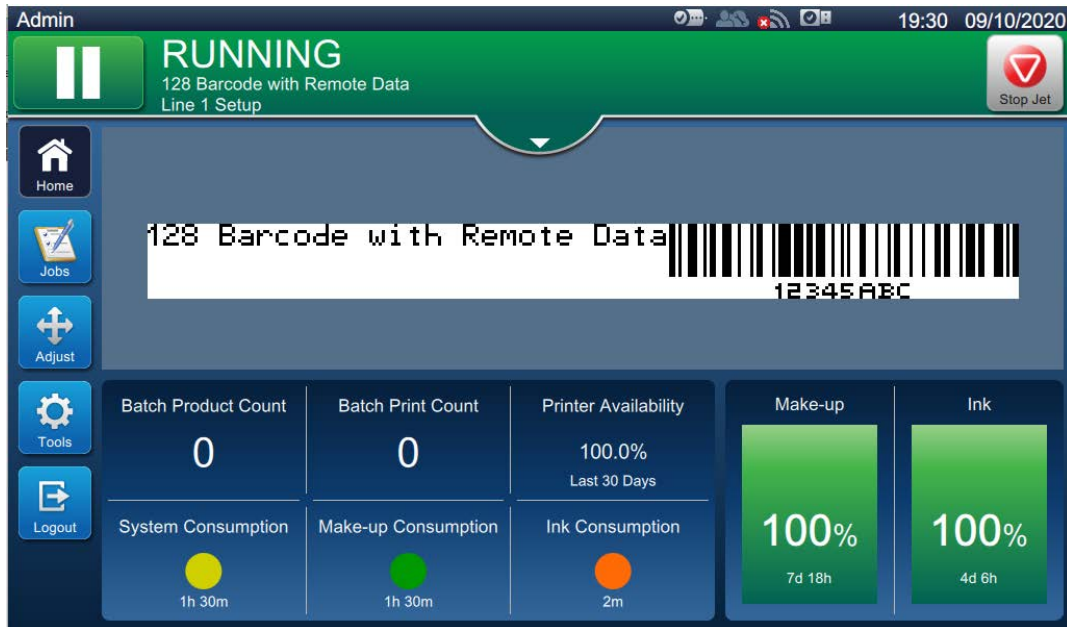 Admin
19:30 09/10/2020
RUNNING
128 Barcode with Remote Data
Line 1 Setup
Stop Jet
Home
Jobs
Adjust
Tools
Logout
128 Barcode with Remote Data
12345ABC
Batch Product Count
0
Batch Print Count
0
Printer Availability
100.0%
Last 30 Days
System Consumption
1h 30m
Make-up Consumption
1h 30m
Ink Consumption
2m
Make-up
100%
7d 18h
Ink
100%
4d 6h